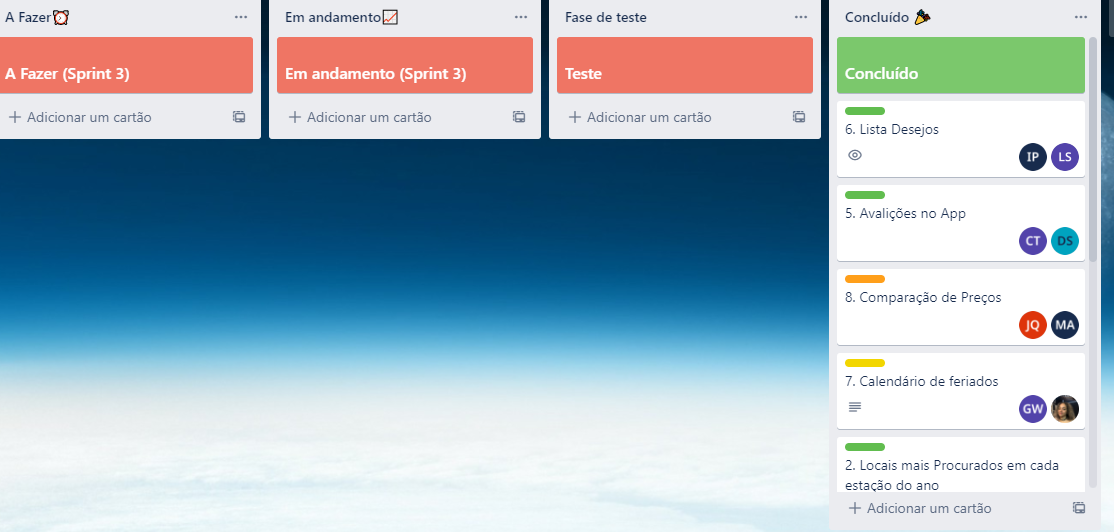 A Fazer⏰
A Fazer (Sprint 3)
Adicionar um cartão
Em andamento📈
Em andamento (Sprint 3)
Adicionar um cartão
Fase de teste
Teste
Adicionar um cartão
Concluído 🎉
Concluído
6. Lista Desejos
IP LS
5. Avalições no App
CT DS
8. Comparação de Preços
JQ MA
7. Calendário de feriados
GW
2. Locais mais Procurados em cada
estação do ano
Adicionar um cartão